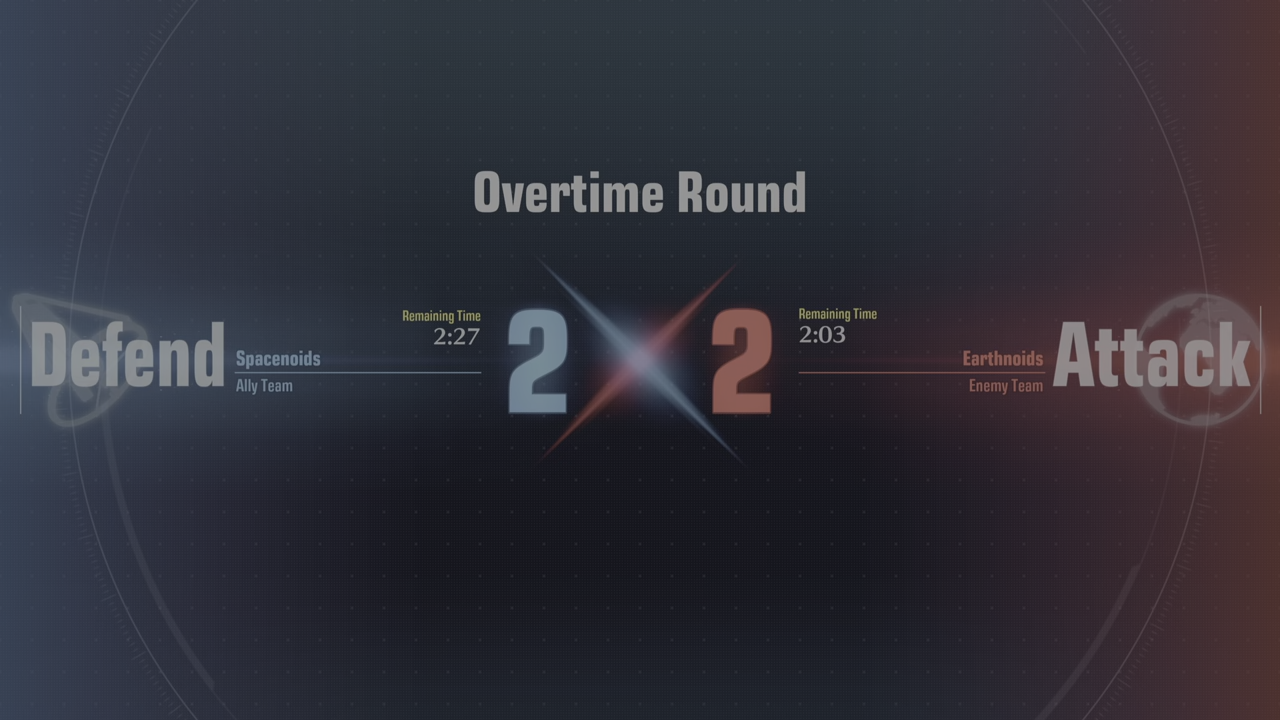 Overtime Round
Remaining Time
2:27
2
2
Remaining Time
2:03
Defend
Spacenoids
Ally Team
Earthnoids
Enemy Team
Attack